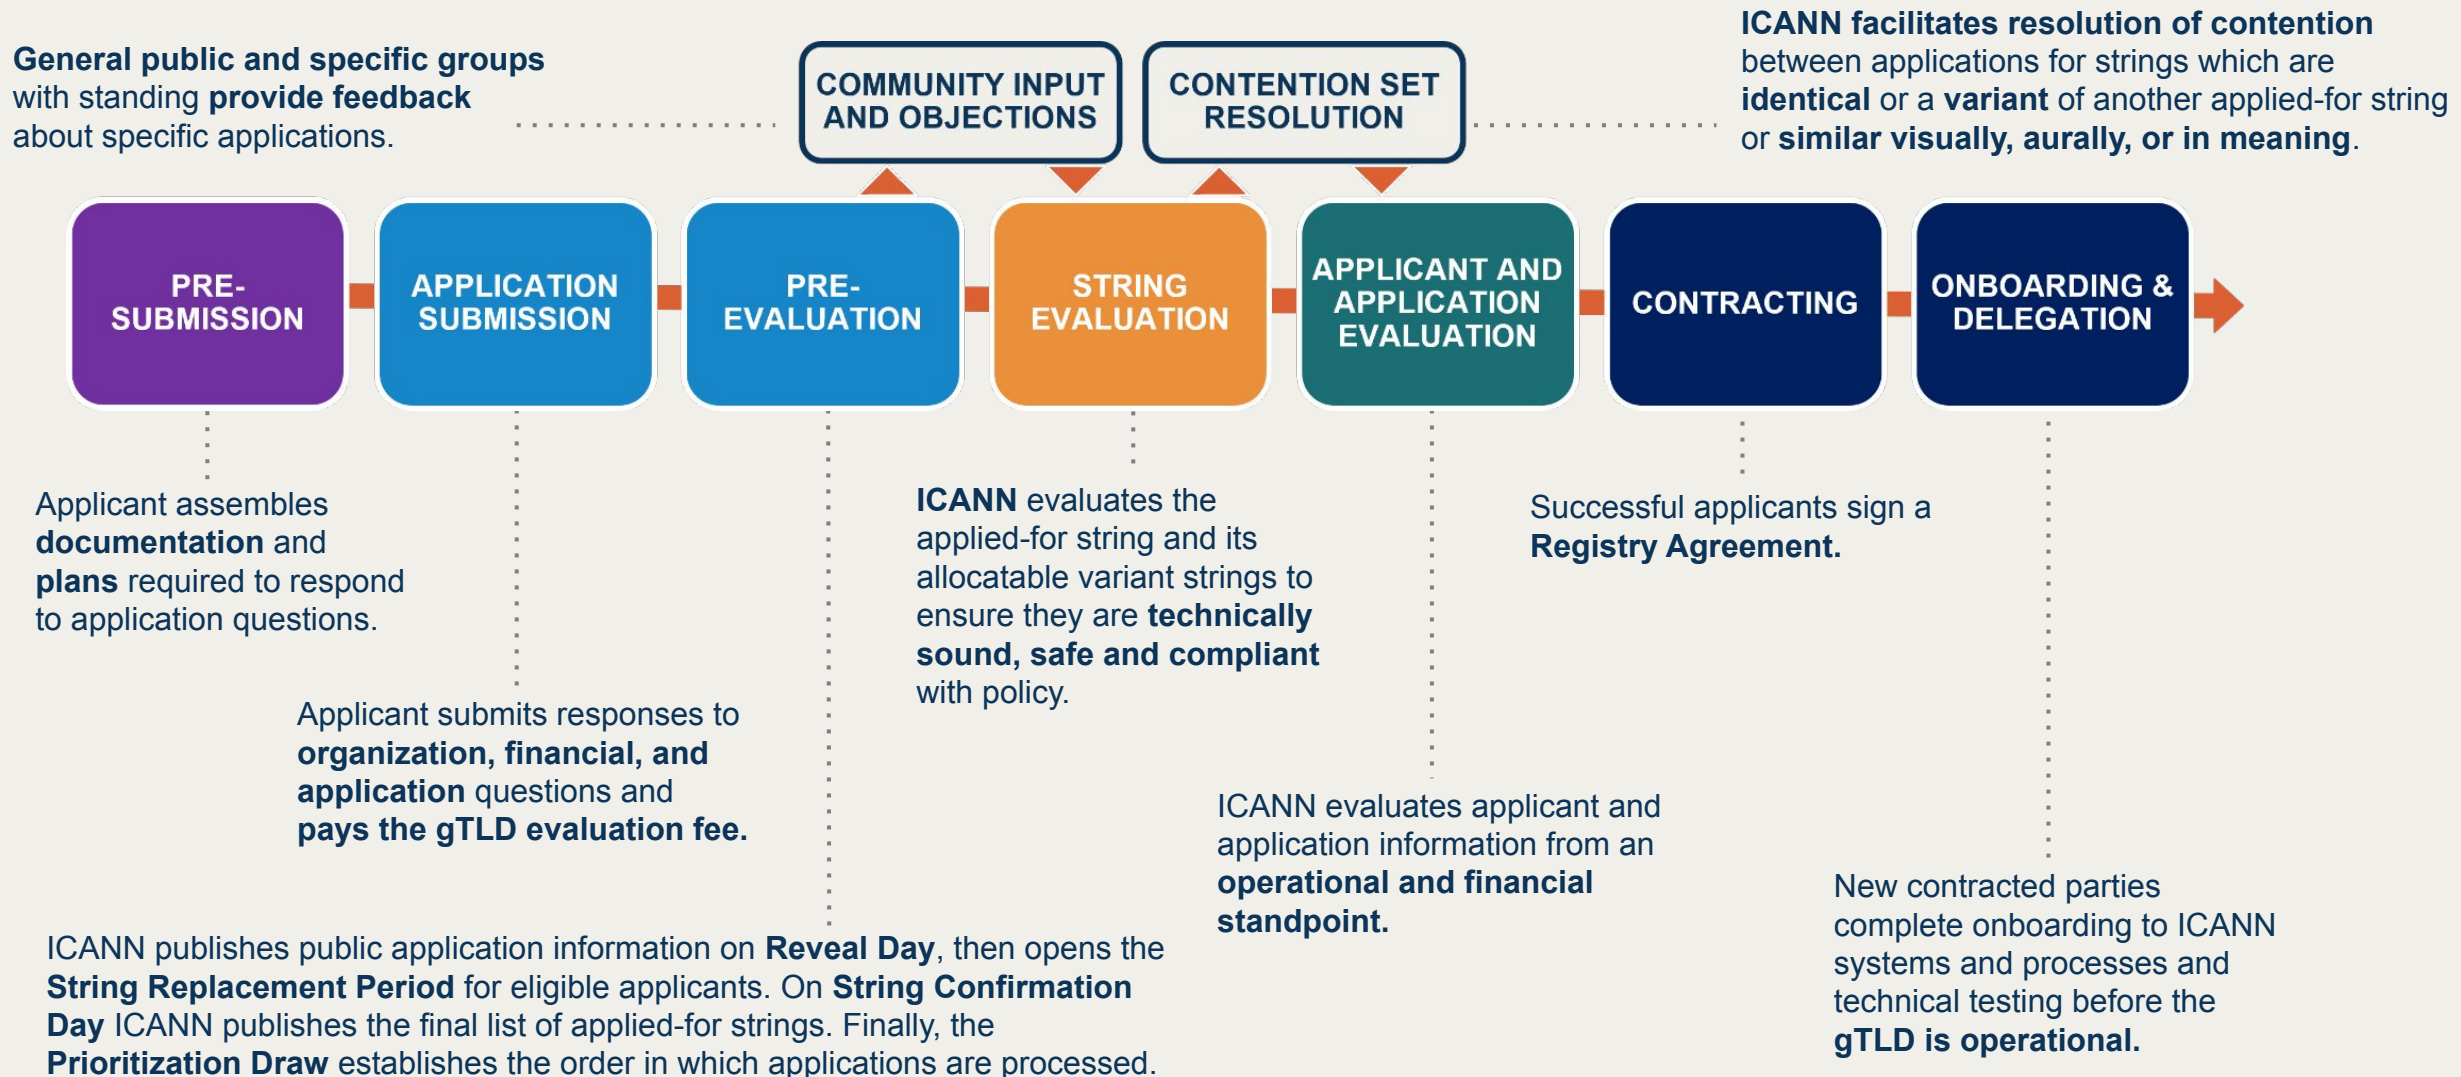 General public and specific groups
with standing provide feedback
about specific applications.
COMMUNITY INPUT
AND OBJECTIONS
CONTENTION SET
RESOLUTION
ICANN facilitates resolution of contention
between applications for strings which are
identical or a variant of another applied-for string
or similar visually, aurally, or in meaning.
PRE-
SUBMISSION
APPLICATION
SUBMISSION
PRE-
EVALUATION
STRING
EVALUATION
APPLICANT AND
APPLICATION
EVALUATION
CONTRACTING
ONBOARDING &
DELEGATION
Applicant assembles
documentation and
plans required to respond
to application questions.
Applicant submits responses to
organization, financial, and
application questions and
pays the gTLD evaluation fee.
ICANN publishes public application information on Reveal Day, then opens the
String Replacement Period for eligible applicants. On String Confirmation
Day ICANN publishes the final list of applied-for strings. Finally, the
Prioritization Draw establishes the order in which applications are processed.
ICANN evaluates the
applied-for string and its
allocatable variant strings to
ensure they are technically
sound, safe and compliant
with policy.
ICANN evaluates applicant and
application information from an
operational and financial
standpoint.
Successful applicants sign a
Registry Agreement.
New contracted parties
complete onboarding to ICANN
systems and processes and
technical testing before the
gTLD is operational.